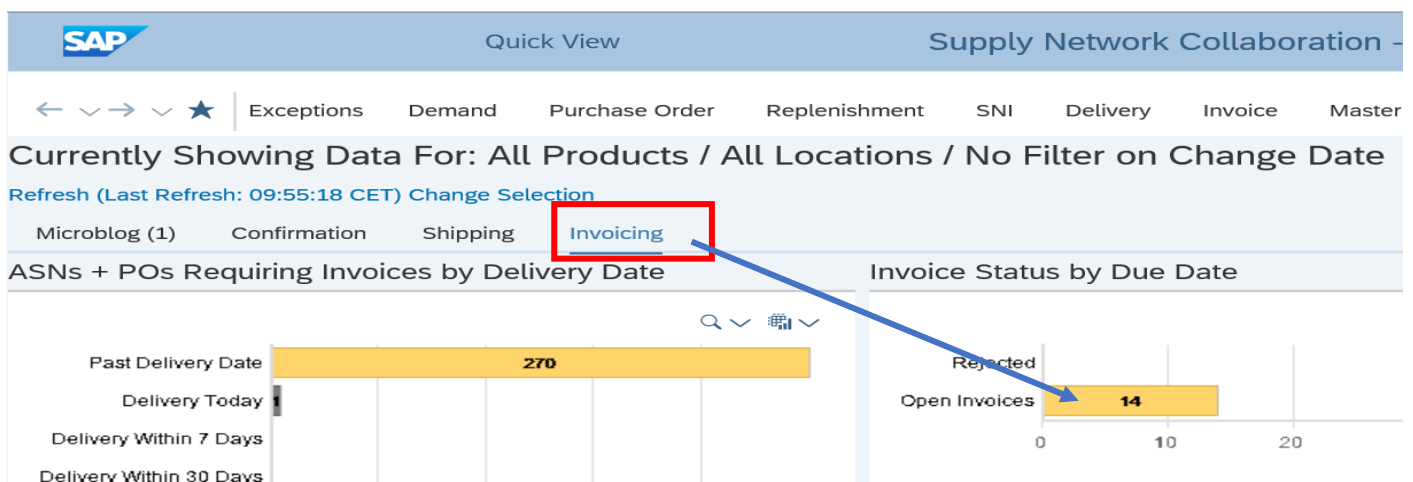 SAP Quick View Supply Network Collaboration -
Exceptions Demand Purchase Order Replenishment SNI Delivery Invoice Master
Currently Showing Data For: All Products / All Locations / No Filter on Change Date
Refresh (Last Refresh: 09:55:18 CET) Change Selection
Microblog (1) Confirmation Shipping Invoicing
ASNs + POs Requiring Invoices by Delivery Date
Past Delivery Date 270
Delivery Today 1
Delivery Within 7 Days
Delivery Within 30 Days
Invoice Status by Due Date
Rejected
Open Invoices 14
0 10 20